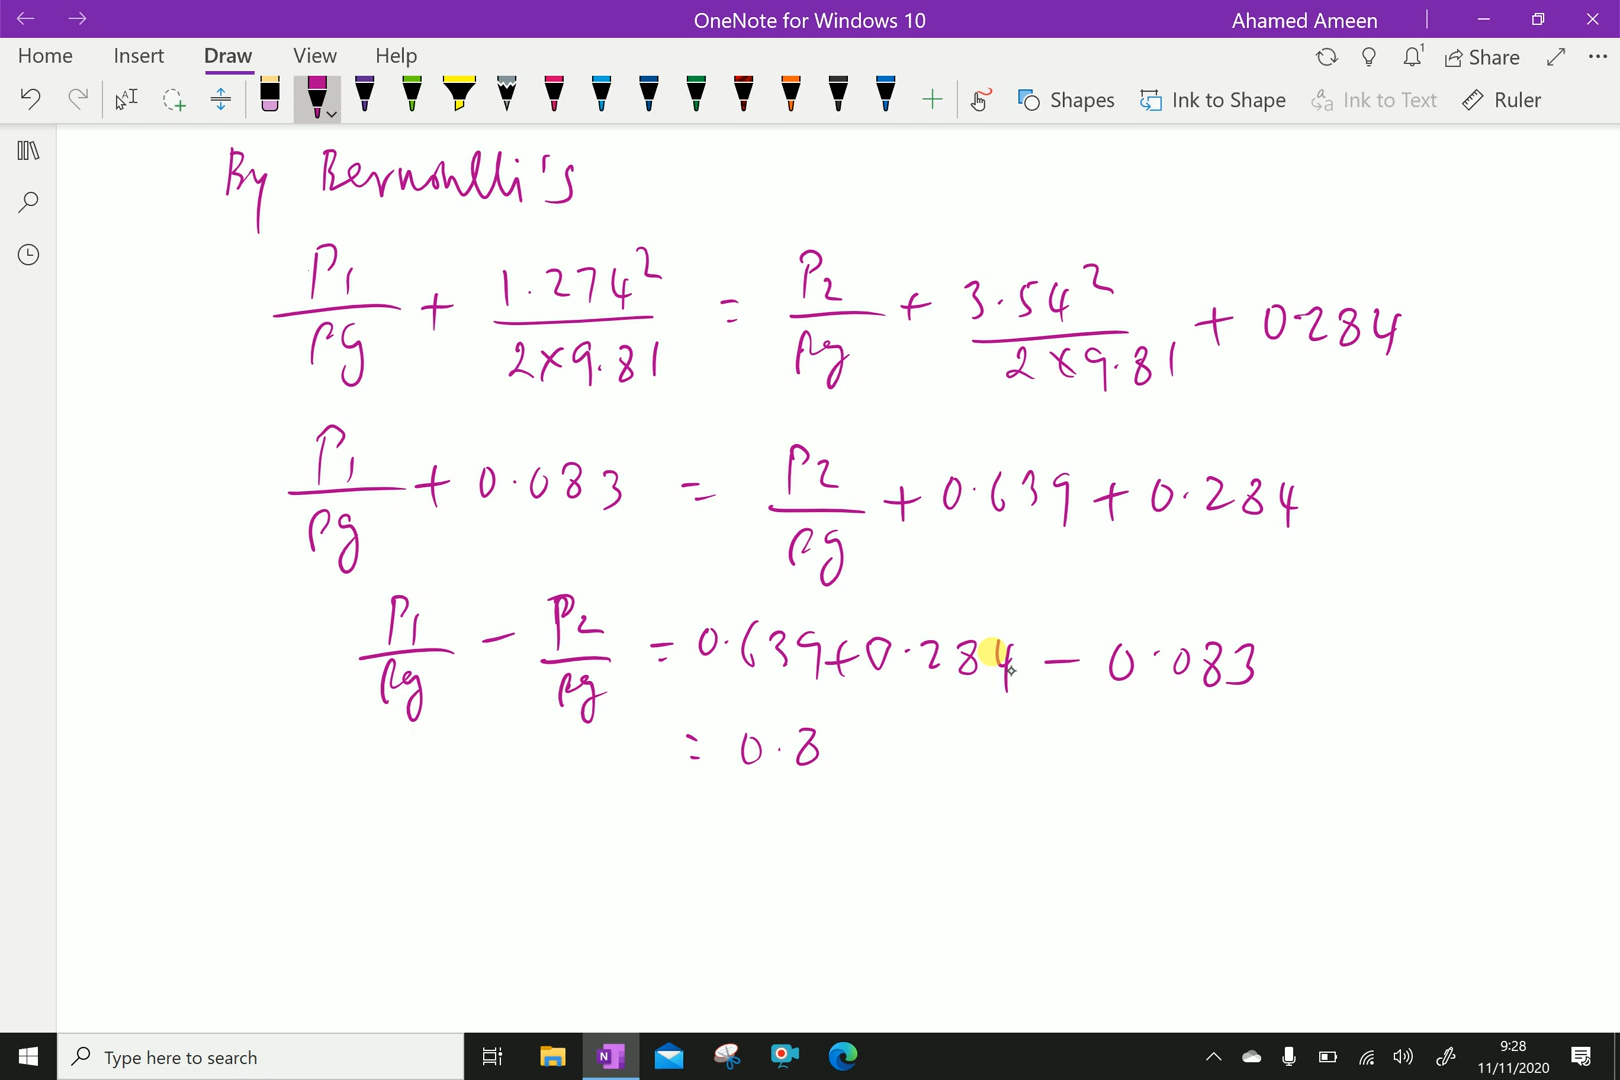 OneNote for Windows 10
Ahamed Ameen
Home Insert Draw View Help
1
Share
Shapes Ink to Shape Ink to Text Ruler
By Bernoulli's
P1/ρg + 1.274²/2×9.81 = P2/ρg + 3.54²/2×9.81 + 0284
P1/ρg + 0.083 = P2/ρg + 0.639 + 0.284
P1/ρg − P2/ρg = 0.639+0.284 − 0.083
= 0.8
Type here to search
9:28
11/11/2020